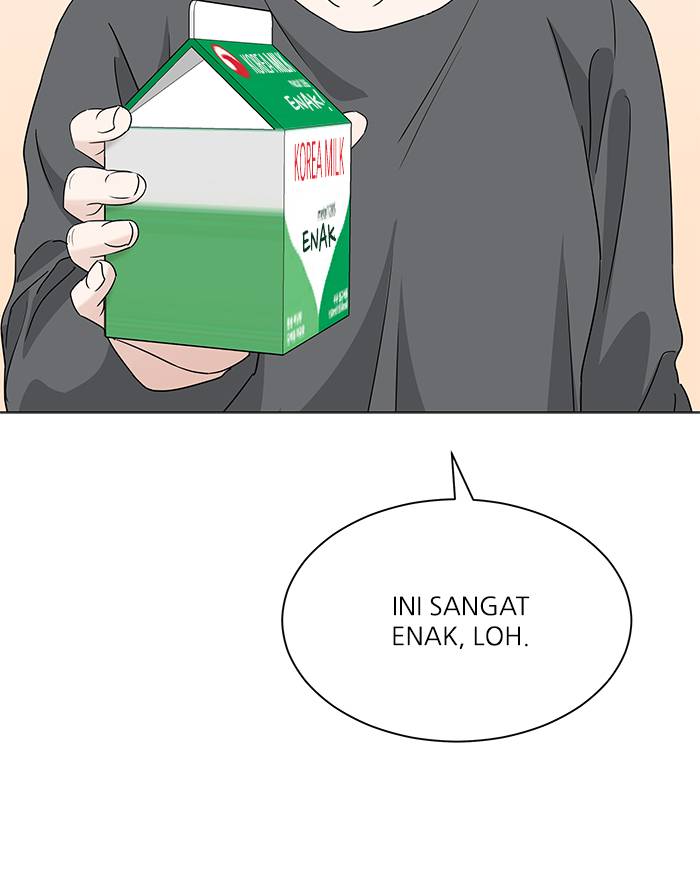 KOREA MILK
ENAK!
KOREA MILK
ENAK
INI SANGAT
ENAK, LOH.